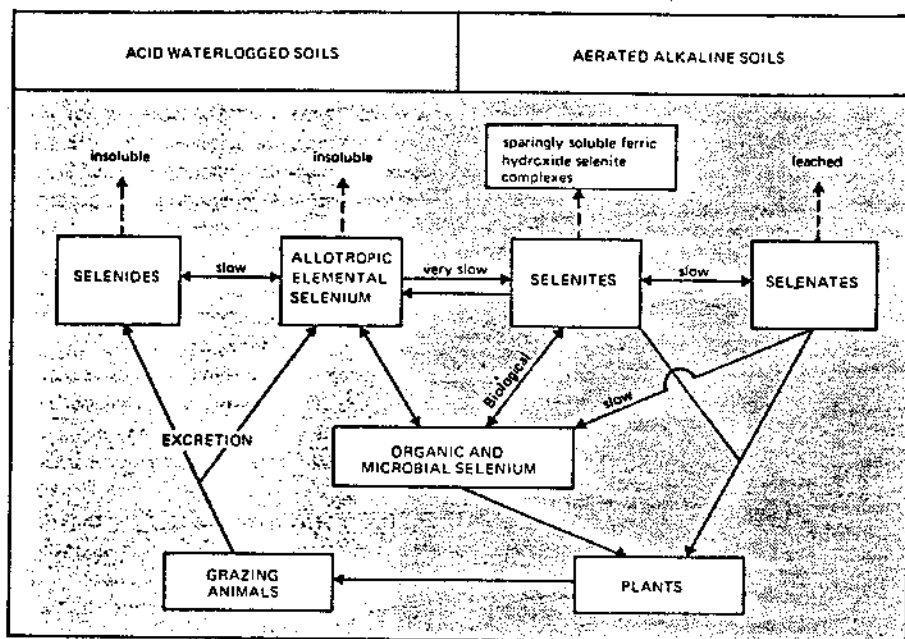 ACID WATERLOGGED SOILS
AERATED ALKALINE SOILS
insoluble
insoluble
sparingly soluble ferric
hydroxide selenite
complexes
leached
SELENIDES
slow
ALLOTROPIC
ELEMENTAL
SELENIUM
very slow
SELENITES
slow
SELENATES
Biological
slow
EXCRETION
ORGANIC AND
MICROBIAL SELENIUM
GRAZING
ANIMALS
PLANTS